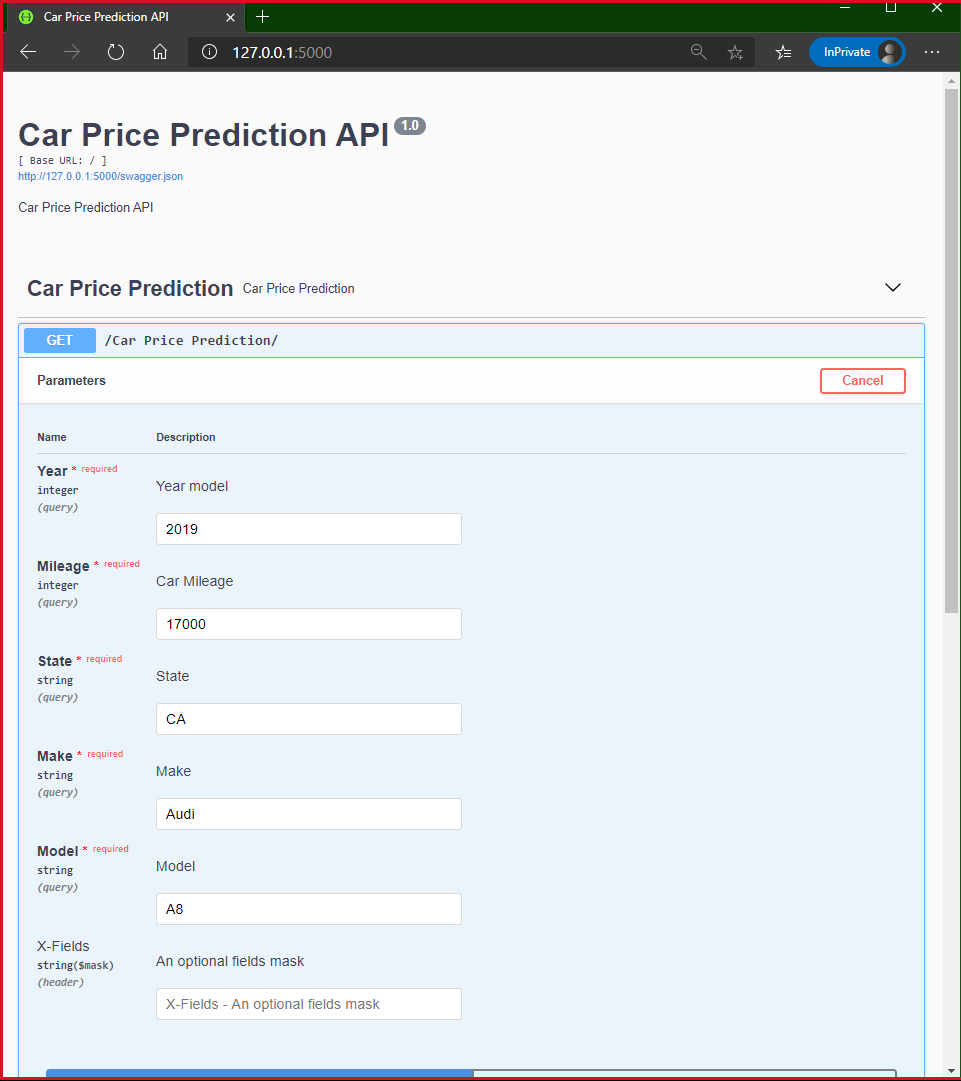 Car Price Prediction API
127.0.0.1:5000
InPrivate
Car Price Prediction API 1.0
[ Base URL: / ]
http://127.0.0.1:5000/swagger.json
Car Price Prediction API
Car Price Prediction Car Price Prediction
GET /Car Price Prediction/
Parameters Cancel
Name Description
Year * required
integer
(query)
Year model
2019
Mileage * required
integer
(query)
Car Mileage
17000
State * required
string
(query)
State
CA
Make * required
string
(query)
Make
Audi
Model * required
string
(query)
Model
A8
X-Fields
string($mask)
(header)
An optional fields mask
X-Fields - An optional fields mask